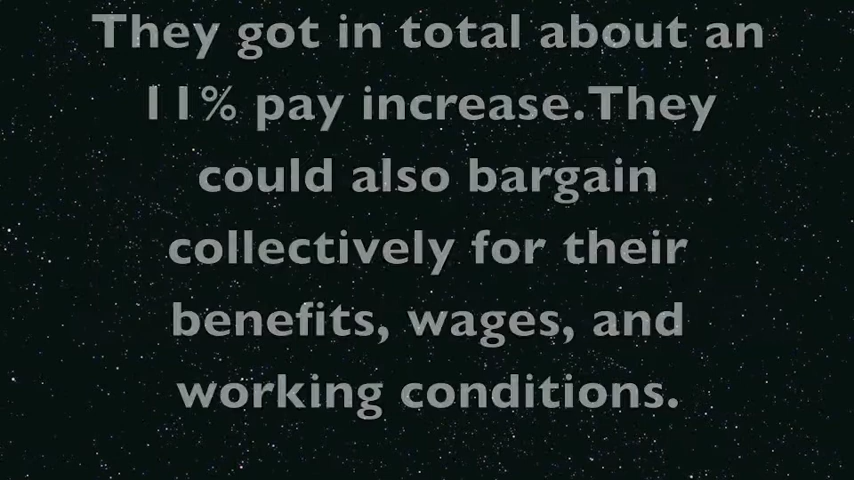 They got in total about an
11% pay increase.They
could also bargain
collectively for their
benefits, wages, and
working conditions.